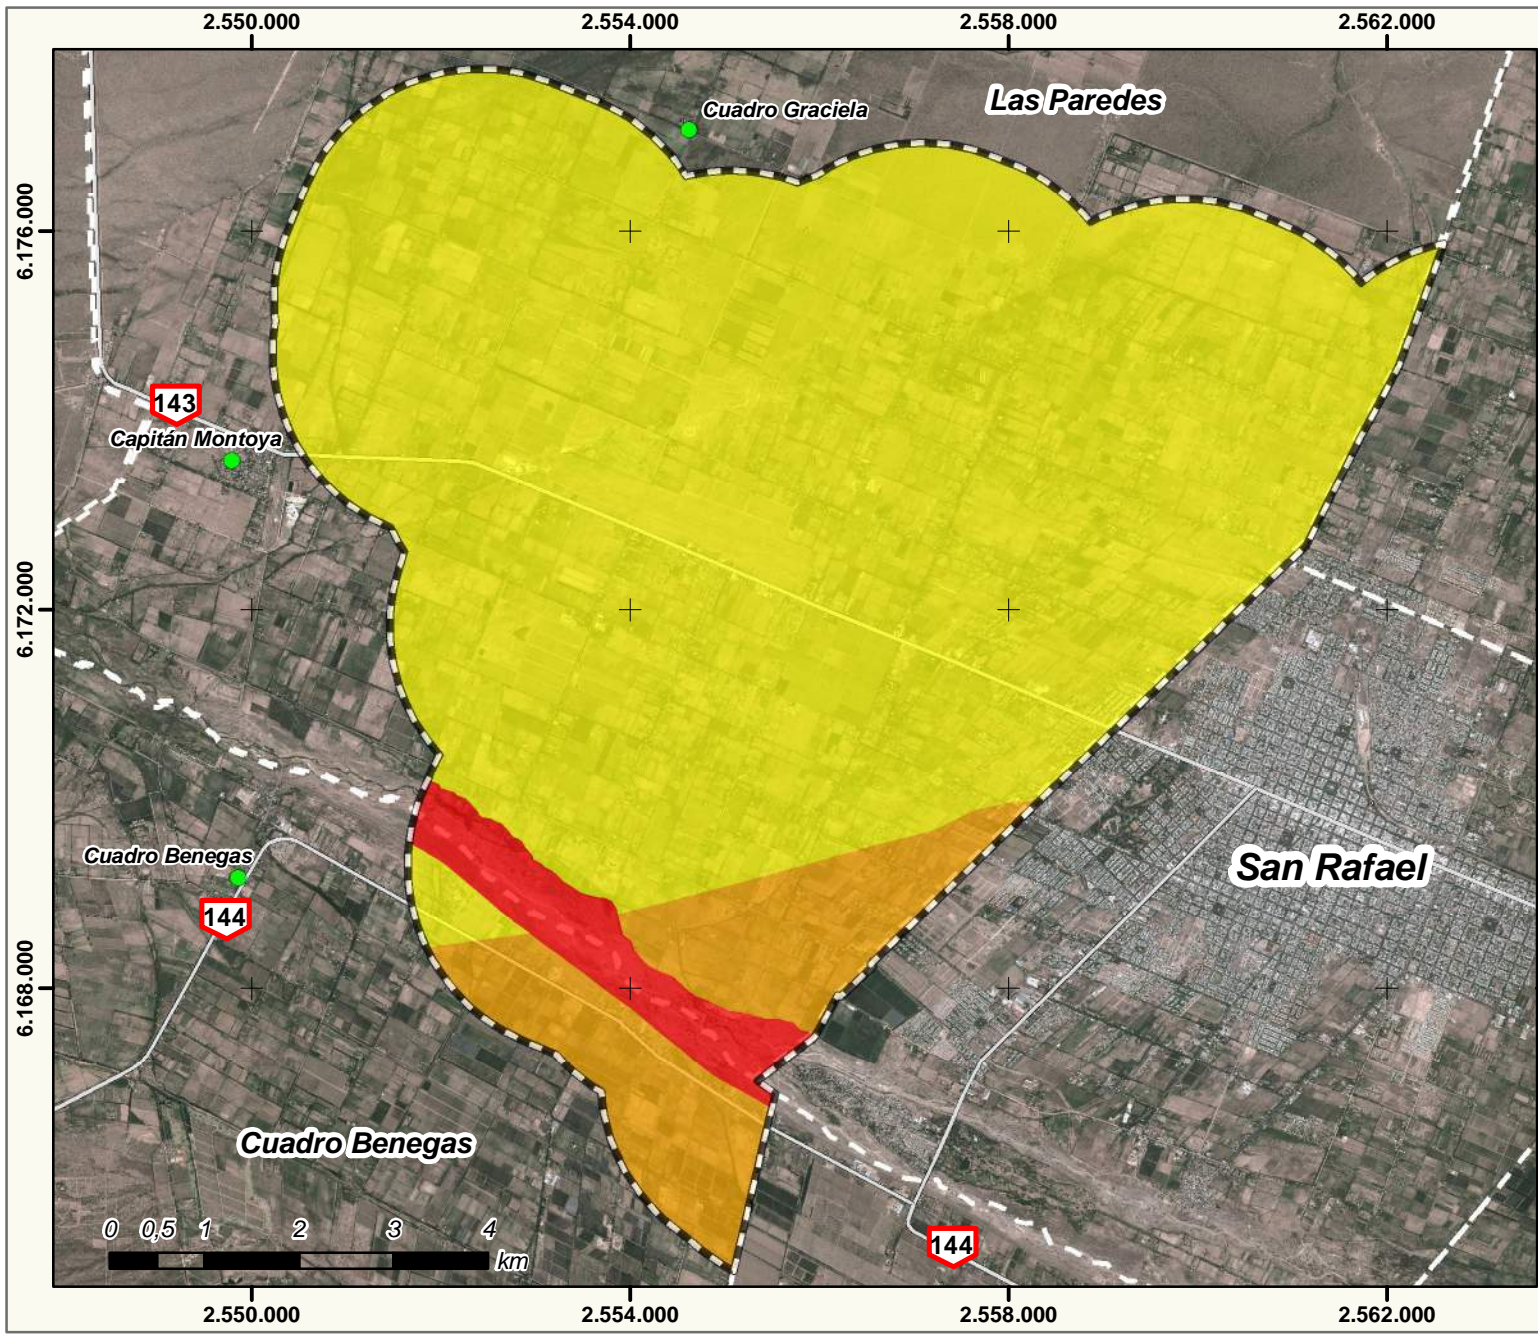 2.550.000 2.554.000 2.558.000 2.562.000
Las Paredes
Cuadro Graciela
6.176.000
143
Capitán Montoya
6.172.000
Cuadro Benegas
San Rafael
144
6.168.000
Cuadro Benegas
0 0,5 1 2 3 4
km
144
2.550.000 2.554.000 2.558.000 2.562.000